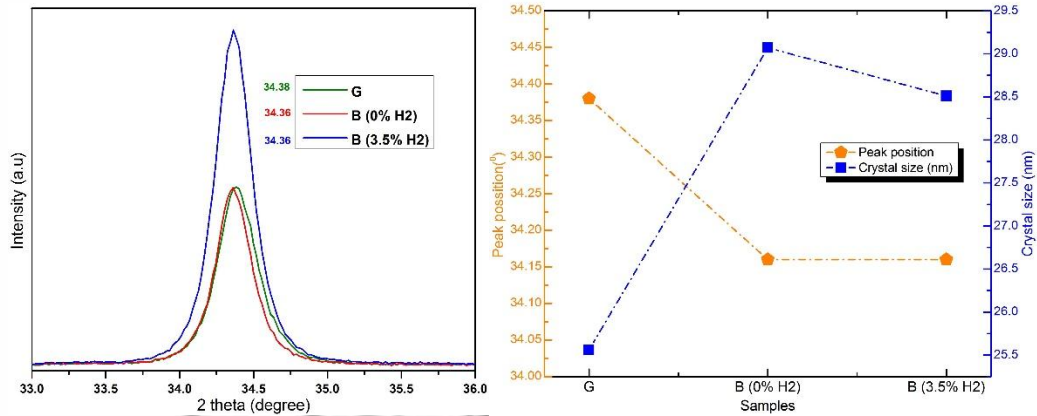 Intensity (a.u)
34.38 G
34.36 B (0% H2)
34.36 B (3.5% H2)
33.0 33.5 34.0 34.5 35.0 35.5 36.0
2 theta (degree)
Peak possition(⁰)
34.50
34.45
34.40
34.35
34.30
34.25
34.20
34.15
34.10
34.05
34.00
Peak position
Crystal size (nm)
29.5
29.0
28.5
28.0
27.5
27.0
26.5
26.0
25.5
Crystal size (nm)
G B (0% H2) B (3.5% H2)
Samples